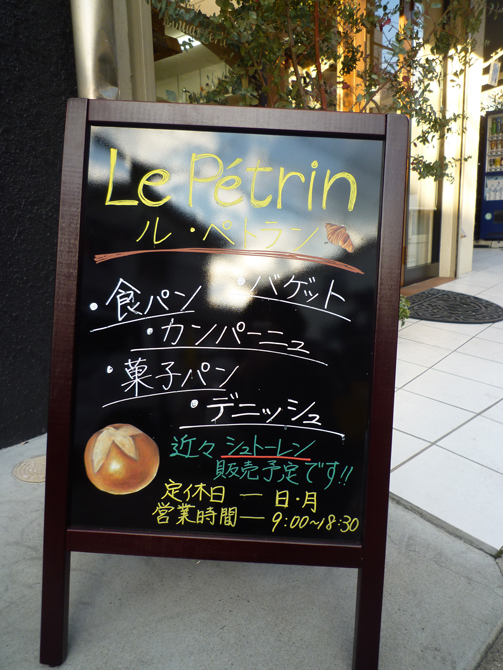 Le Pétrin
ル・ペトラン
・食パン ・バゲット
・カンパーニュ
・菓子パン
・デニッシュ
近々シュトーレン
販売予定です!!
定休日 ー 日・月
営業時間 ー 9:00~18:30